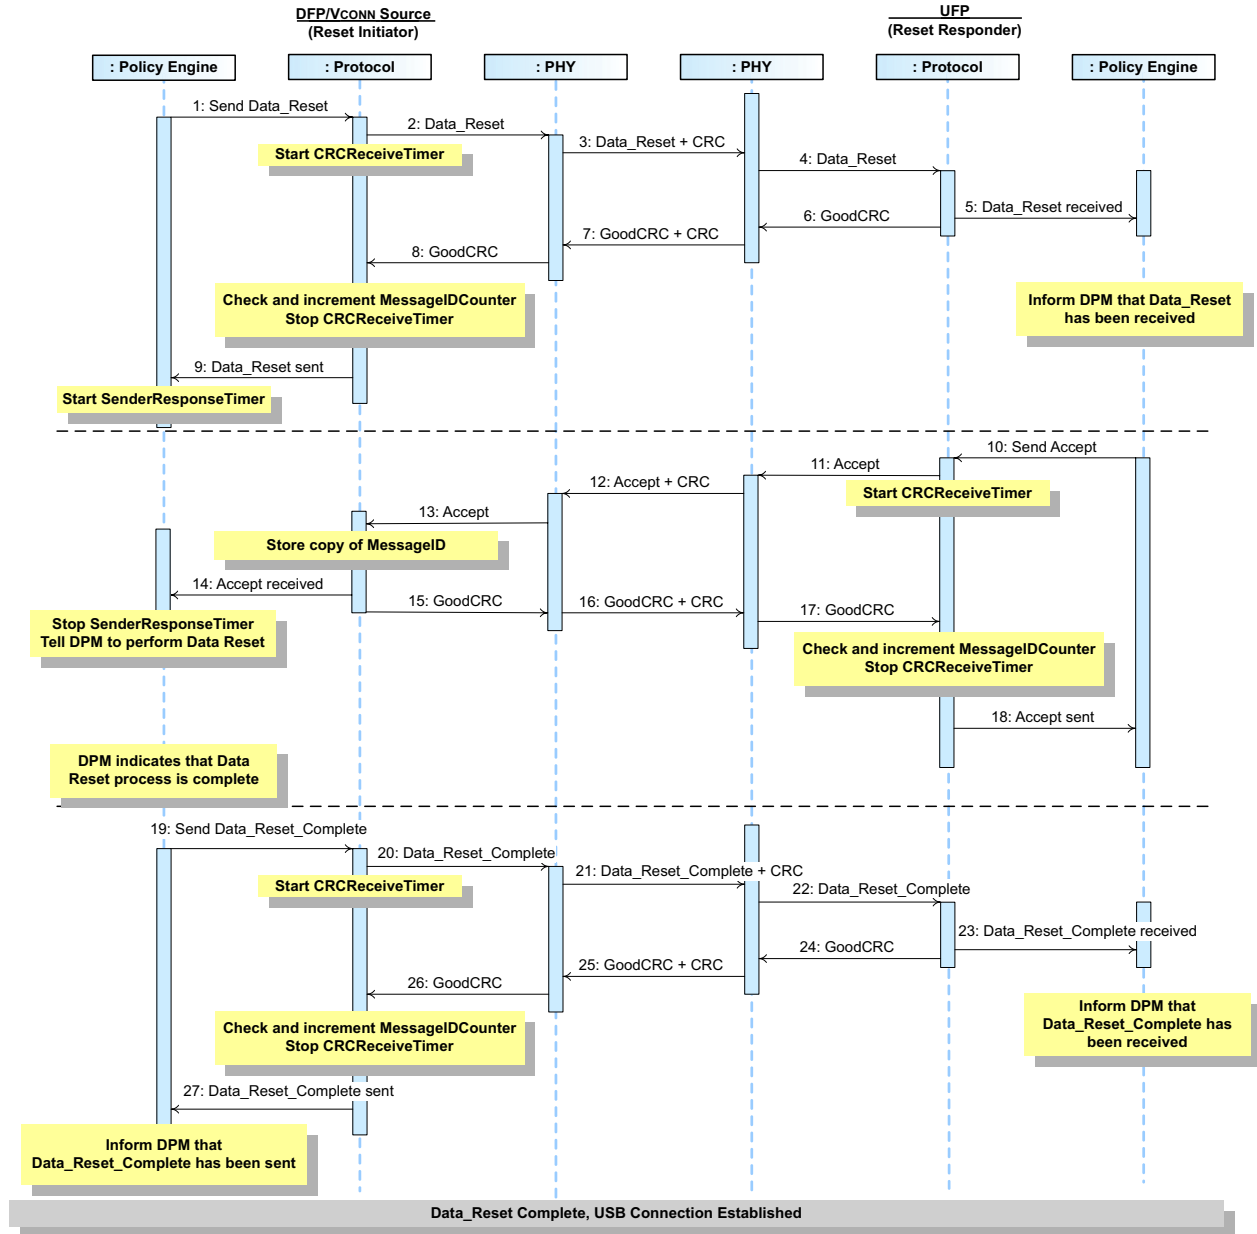 DFP/VCONN Source
(Reset Initiator)
UFP
(Reset Responder)
: Policy Engine
: Protocol
: PHY
: PHY
: Protocol
: Policy Engine
1: Send Data_Reset
2: Data_Reset
Start CRCReceiveTimer
3: Data_Reset + CRC
4: Data_Reset
5: Data_Reset received
6: GoodCRC
7: GoodCRC + CRC
8: GoodCRC
Check and increment MessageIDCounter
Stop CRCReceiveTimer
Inform DPM that Data_Reset
has been received
9: Data_Reset sent
Start SenderResponseTimer
10: Send Accept
11: Accept
Start CRCReceiveTimer
12: Accept + CRC
13: Accept
Store copy of MessageID
14: Accept received
15: GoodCRC
16: GoodCRC + CRC
17: GoodCRC
Stop SenderResponseTimer
Tell DPM to perform Data Reset
Check and increment MessageIDCounter
Stop CRCReceiveTimer
18: Accept sent
DPM indicates that Data
Reset process is complete
19: Send Data_Reset_Complete
20: Data_Reset_Complete
Start CRCReceiveTimer
21: Data_Reset_Complete + CRC
22: Data_Reset_Complete
23: Data_Reset_Complete received
24: GoodCRC
25: GoodCRC + CRC
26: GoodCRC
Check and increment MessageIDCounter
Stop CRCReceiveTimer
Inform DPM that
Data_Reset_Complete has
been received
27: Data_Reset_Complete sent
Inform DPM that
Data_Reset_Complete has been sent
Data_Reset Complete, USB Connection Established